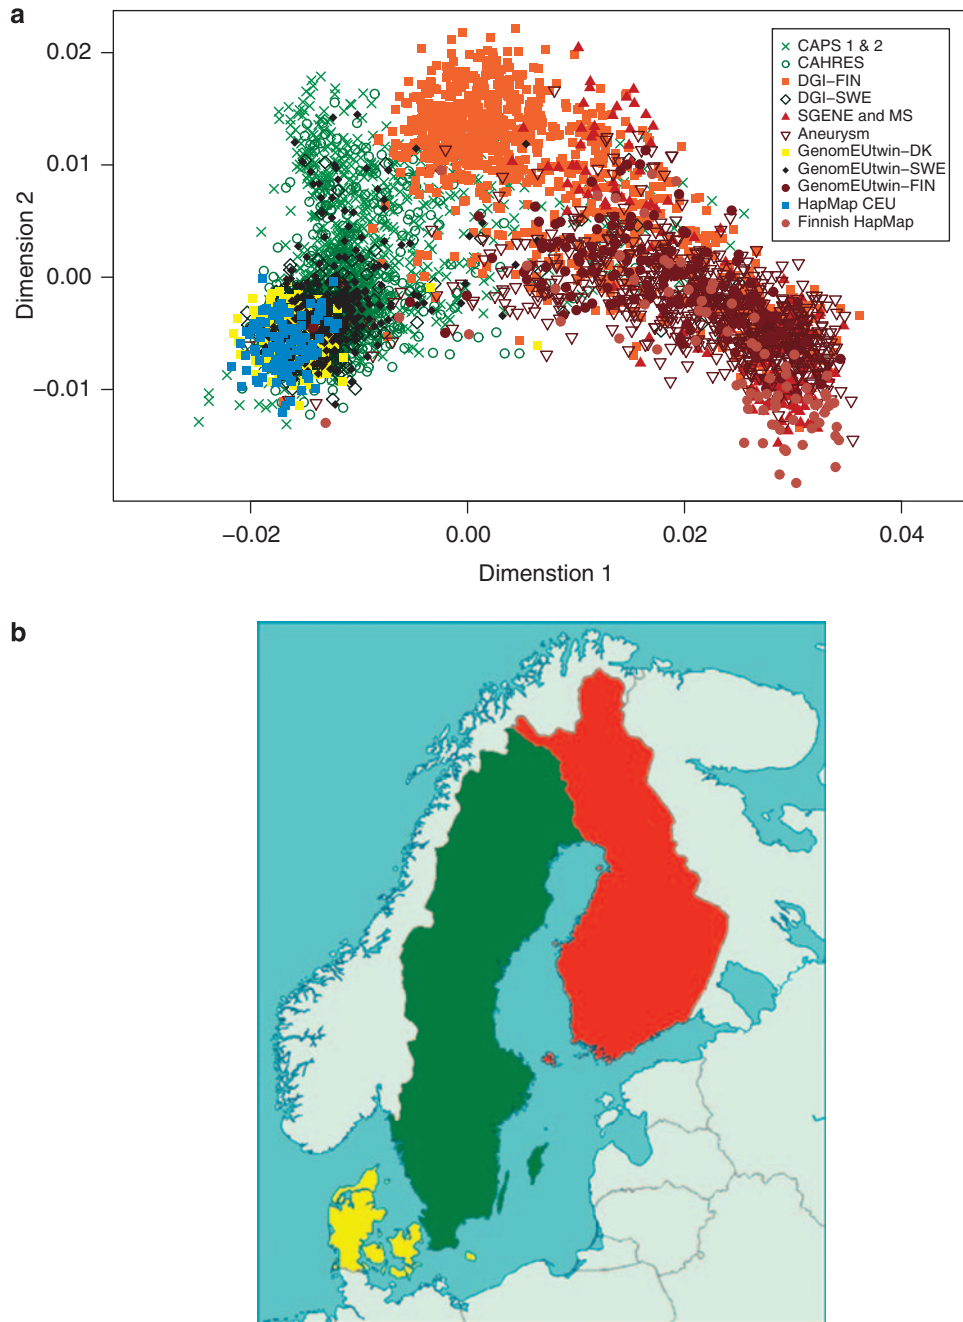 a
0.02
0.01
0.00
−0.01
Dimension 2
−0.02
0.00
0.02
0.04
Dimenstion 1
CAPS 1 & 2
CAHRES
DGI−FIN
DGI−SWE
SGENE and MS
Aneurysm
GenomEUtwin−DK
GenomEUtwin−SWE
GenomEUtwin−FIN
HapMap CEU
Finnish HapMap
b